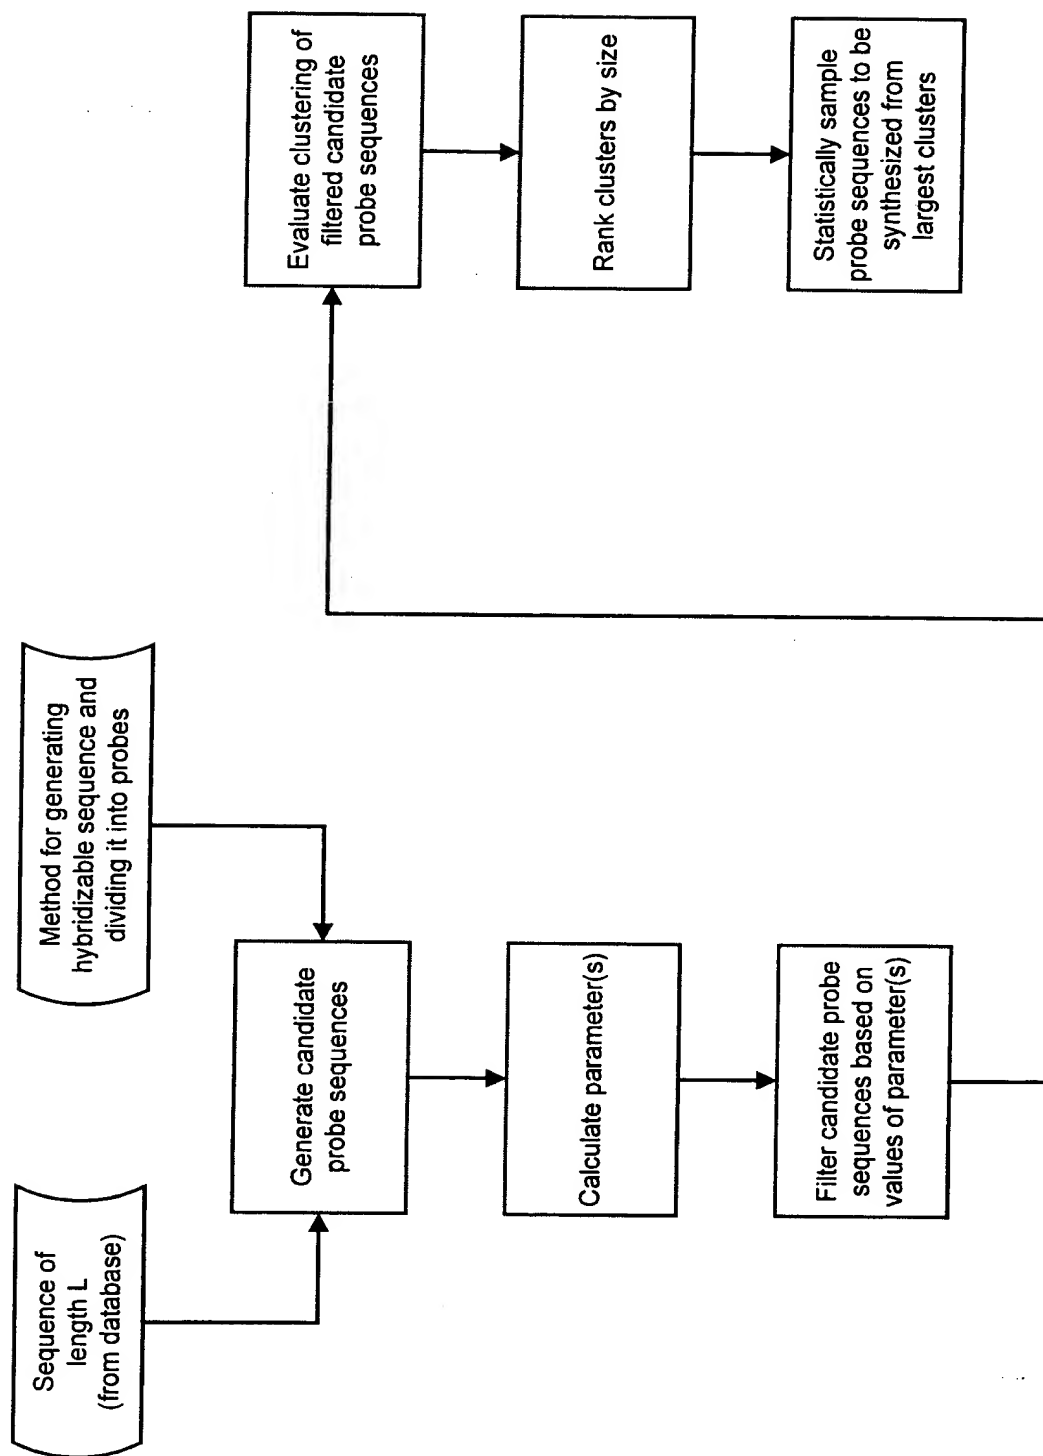 Sequence of
length L
(from database)
Method for generating
hybridizable sequence and
dividing it into probes
Generate candidate
probe sequences
Calculate parameter(s)
Filter candidate probe
sequences based on
values of parameter(s)
Evaluate clustering of
filtered candidate
probe sequences
Rank clusters by size
Statistically sample
probe sequences to be
synthesized from
largest clusters